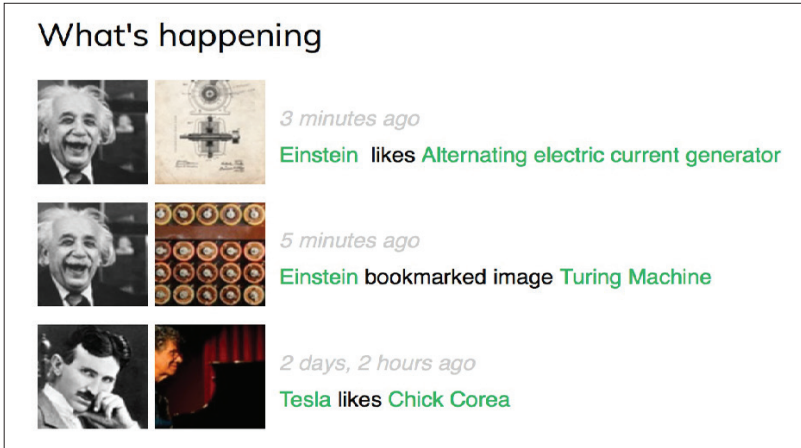 What's happening
3 minutes ago
Einstein likes Alternating electric current generator
5 minutes ago
Einstein bookmarked image Turing Machine
2 days, 2 hours ago
Tesla likes Chick Corea